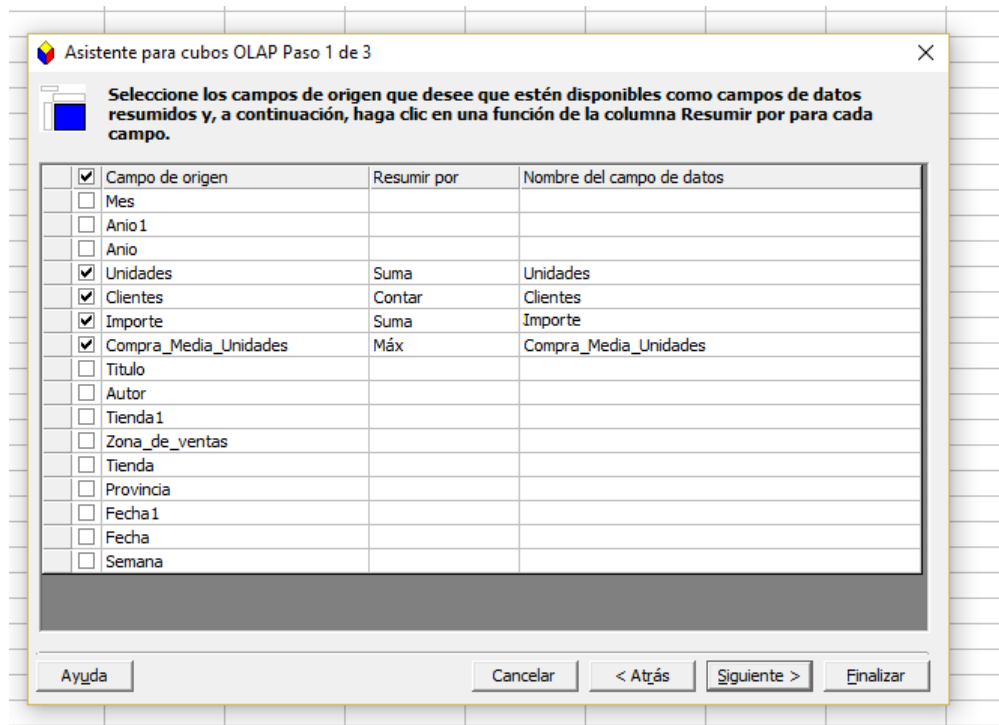 Asistente para cubos OLAP Paso 1 de 3
Seleccione los campos de origen que desee que estén disponibles como campos de datos
resumidos y, a continuación, haga clic en una función de la columna Resumir por para cada
campo.
Campo de origen Resumir por Nombre del campo de datos
Mes
Anio1
Anio
Unidades Suma Unidades
Clientes Contar Clientes
Importe Suma Importe
Compra_Media_Unidades Máx Compra_Media_Unidades
Titulo
Autor
Tienda1
Zona_de_ventas
Tienda
Provincia
Fecha1
Fecha
Semana
Ayuda Cancelar < Atrás Siguiente > Finalizar